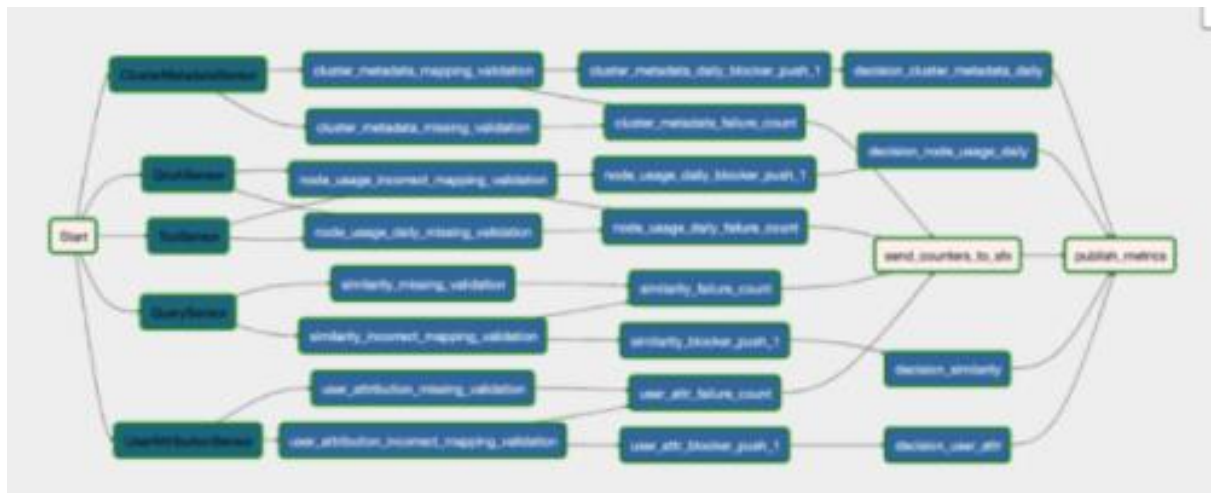 ClusterMetadataSensor
cluster_metadata_mapping_validation
cluster_metadata_daily_blocker_push_1
decision_cluster_metadata_daily
cluster_metadata_missing_validation
cluster_metadata_failure_count
decision_node_usage_daily
node_usage_incorrect_mapping_validation
node_usage_daily_blocker_push_1
Start
node_usage_daily_missing_validation
node_usage_daily_failure_count
send_counters_to_sfx
publish_metrics
similarity_missing_validation
similarity_failure_count
QuerySensor
similarity_incorrect_mapping_validation
similarity_blocker_push_1
decision_similarity
user_attribution_missing_validation
user_attr_failure_count
UserAttributionSensor
user_attribution_incorrect_mapping_validation
user_attr_blocker_push_1
decision_user_attr